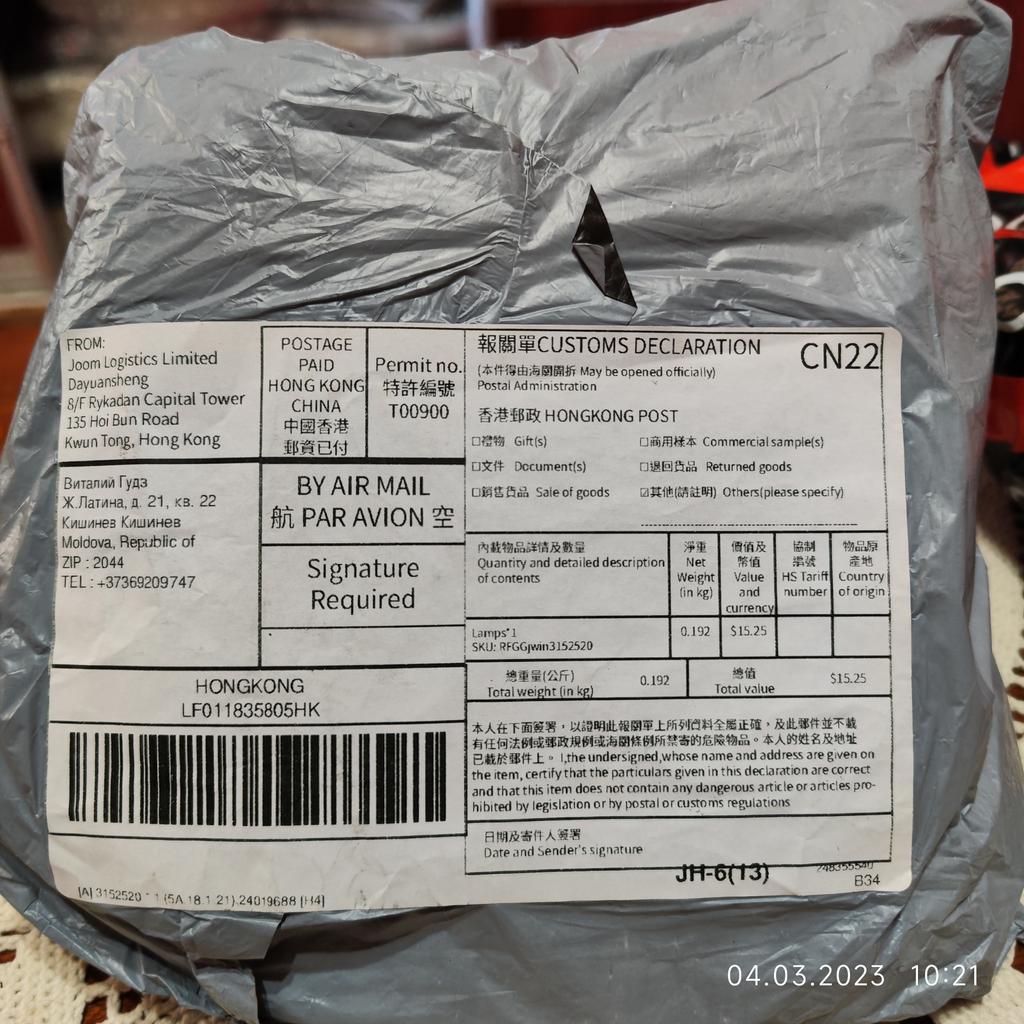 FROM:
Joom Logistics Limited
Dayuansheng
8/F Rykadan Capital Tower
135 Hoi Bun Road
Kwun Tong, Hong Kong
POSTAGE
PAID
HONG KONG
CHINA
中國香港
郵資已付
Permit no.
特許編號
T00900
Виталий Гудз
Ж.Латина, д. 21, кв. 22
Кишинев Кишинев
Moldova, Republic of
ZIP : 2044
TEL : +37369209747
BY AIR MAIL
航 PAR AVION 空
Signature
Required
HONGKONG
LF011835805HK
[A] 3152520 * 1 (5A.18.1.21).24019688 [H4]
報關單CUSTOMS DECLARATION
CN22
(本件得由海關開拆 May be opened officially)
Postal Administration
香港郵政 HONGKONG POST
☐禮物 Gift(s) ☐商用樣本 Commercial sample(s)
☐文件 Document(s) ☐退回貨品 Returned goods
☐銷售貨品 Sale of goods ☑其他(請註明) Others(please specify)
內載物品詳情及數量
Quantity and detailed description
of contents
淨重
Net
Weight
(in kg)
價值及
幣值
Value
and
currency
協制
編號
HS Tariff
number
物品原
產地
Country
of origin
Lamps*1
SKU: RFGGjwin3152520
0.192
$15.25
總重量(公斤)
Total weight (in kg)
0.192
總值
Total value
$15.25
本人在下面簽署，以證明此報關單上所列資料全屬正確，及此郵件並不載
有任何法例或郵政規例或海關條例所禁寄的危險物品。本人的姓名及地址
已載於郵件上。 I,the undersigned,whose name and address are given on
the item, certify that the particulars given in this declaration are correct
and that this item does not contain any dangerous article or articles pro-
hibited by legislation or by postal or customs regulations
日期及寄件人簽署
Date and Sender's signature
JH-6(13)
B34
04.03.2023 10:21